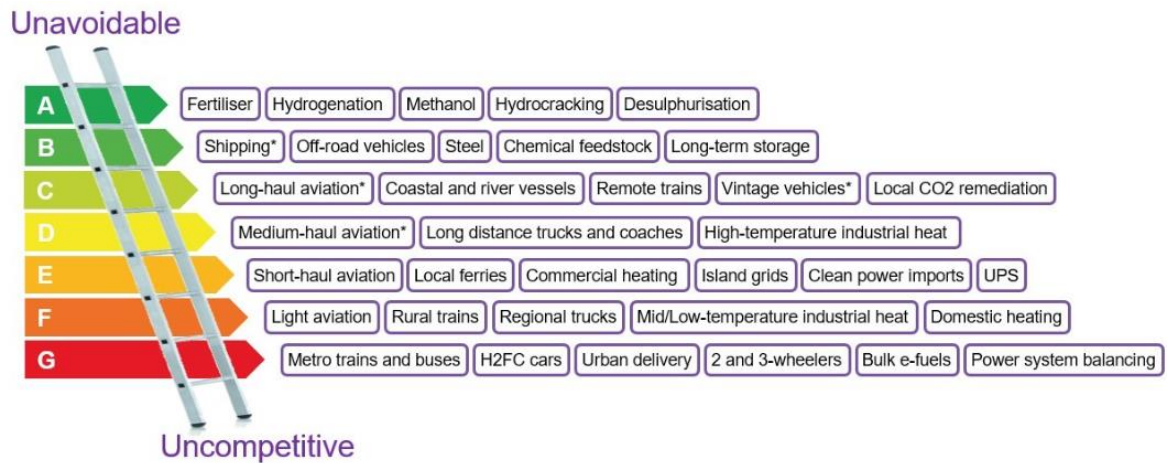 Unavoidable
A Fertiliser Hydrogenation Methanol Hydrocracking Desulphurisation
B Shipping* Off-road vehicles Steel Chemical feedstock Long-term storage
C Long-haul aviation* Coastal and river vessels Remote trains Vintage vehicles* Local CO2 remediation
D Medium-haul aviation* Long distance trucks and coaches High-temperature industrial heat
E Short-haul aviation Local ferries Commercial heating Island grids Clean power imports UPS
F Light aviation Rural trains Regional trucks Mid/Low-temperature industrial heat Domestic heating
G Metro trains and buses H2FC cars Urban delivery 2 and 3-wheelers Bulk e-fuels Power system balancing
Uncompetitive